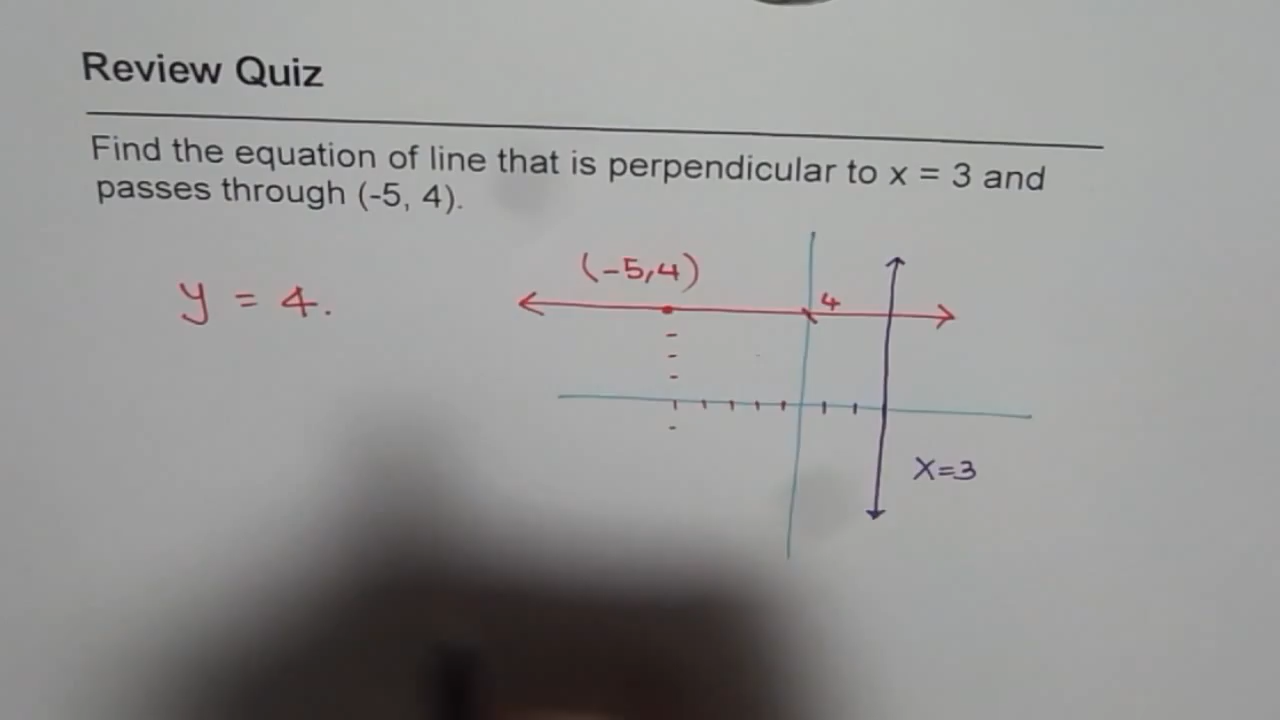 Review Quiz
Find the equation of line that is perpendicular to x = 3 and
passes through (-5, 4).
(-5,4)
y = 4.
4
X=3